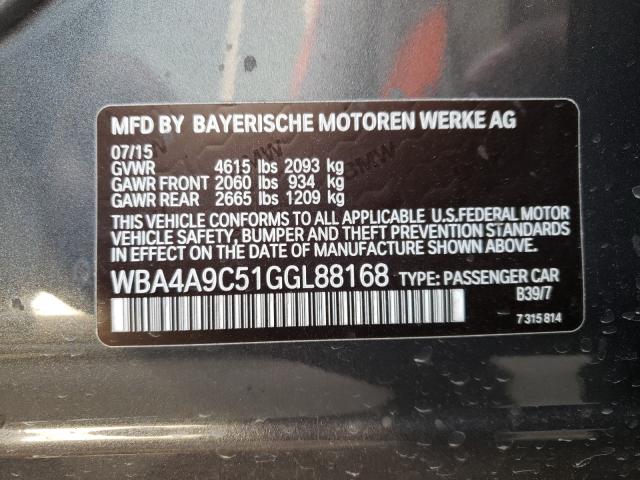 MFD BY BAYERISCHE MOTOREN WERKE AG
07/15
GVWR 4615 lbs 2093 kg
GAWR FRONT 2060 lbs 934 kg
GAWR REAR 2665 lbs 1209 kg
THIS VEHICLE CONFORMS TO ALL APPLICABLE U.S.FEDERAL MOTOR
VEHICLE SAFETY, BUMPER AND THEFT PREVENTION STANDARDS
IN EFFECT ON THE DATE OF MANUFACTURE SHOWN ABOVE.
WBA4A9C51GGL88168 TYPE: PASSENGER CAR
B39/7
7 315 814
BMW